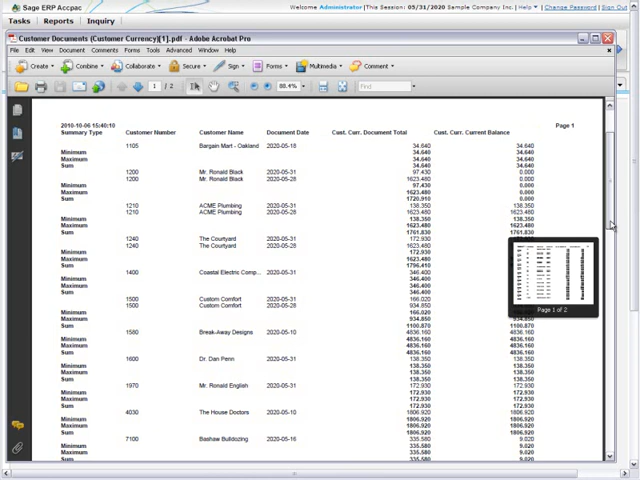 Sage ERP Accpac
Welcome Administrator | This Session: 05/31/2020 Sample Company Inc. | Help | Change Password | Sign Out
Tasks Reports Inquiry
Customer Documents (Customer Currency)[1].pdf - Adobe Acrobat Pro
File Edit View Document Comments Forms Tools Advanced Window Help
Create Combine Collaborate Secure Sign Forms Multimedia Comment
1 / 2 88.4% Find
2010-10-06 15:40:10 Page 1
Summary Type Customer Number Customer Name Document Date Cust. Curr. Document Total Cust. Curr. Current Balance
1105 Bargain Mart - Oakland 2020-05-18 34.640 34.640
Minimum 34.640 34.640
Maximum 34.640 34.640
Sum 34.640 34.640
1200 Mr. Ronald Black 2020-05-31 97.430 0.000
1200 Mr. Ronald Black 2020-05-28 1623.480 0.000
Minimum 97.430 0.000
Maximum 1623.480 0.000
Sum 1720.910 0.000
1210 ACME Plumbing 2020-05-31 138.350 138.350
1210 ACME Plumbing 2020-05-28 1623.480 1623.480
Minimum 138.350 138.350
Maximum 1623.480 1623.480
Sum 1761.830
1240 The Courtyard 2020-05-31 172.930
1240 The Courtyard 2020-05-28 1623.480
Minimum 172.930
Maximum 1623.480
Sum 1796.410
1400 Coastal Electric Comp... 2020-05-31 346.400
Minimum 346.400
Maximum 346.400
Sum 346.400
1500 Custom Comfort 2020-05-31 166.020
1500 Custom Comfort 2020-05-28 934.850
Minimum 166.020
Maximum 934.850
Page 1 of 2
Sum 1100.870 1100.870
1580 Break-Away Designs 2020-05-10 4836.160 4836.160
Minimum 4836.160 4836.160
Maximum 4836.160 4836.160
Sum 4836.160 4836.160
1600 Dr. Dan Penn 2020-05-31 138.350 138.350
Minimum 138.350 138.350
Maximum 138.350 138.350
Sum 138.350 138.350
1970 Mr. Ronald English 2020-05-31 172.930 172.930
Minimum 172.930 172.930
Maximum 172.930 172.930
Sum 172.930 172.930
4030 The House Doctors 2020-05-10 1806.920 1806.920
Minimum 1806.920 1806.920
Maximum 1806.920 1806.920
Sum 1806.920 1806.920
7100 Bashaw Bulldozing 2020-05-16 335.580 9.020
Minimum 335.580 9.020
Maximum 335.580 9.020
Sum 335.580 9.020